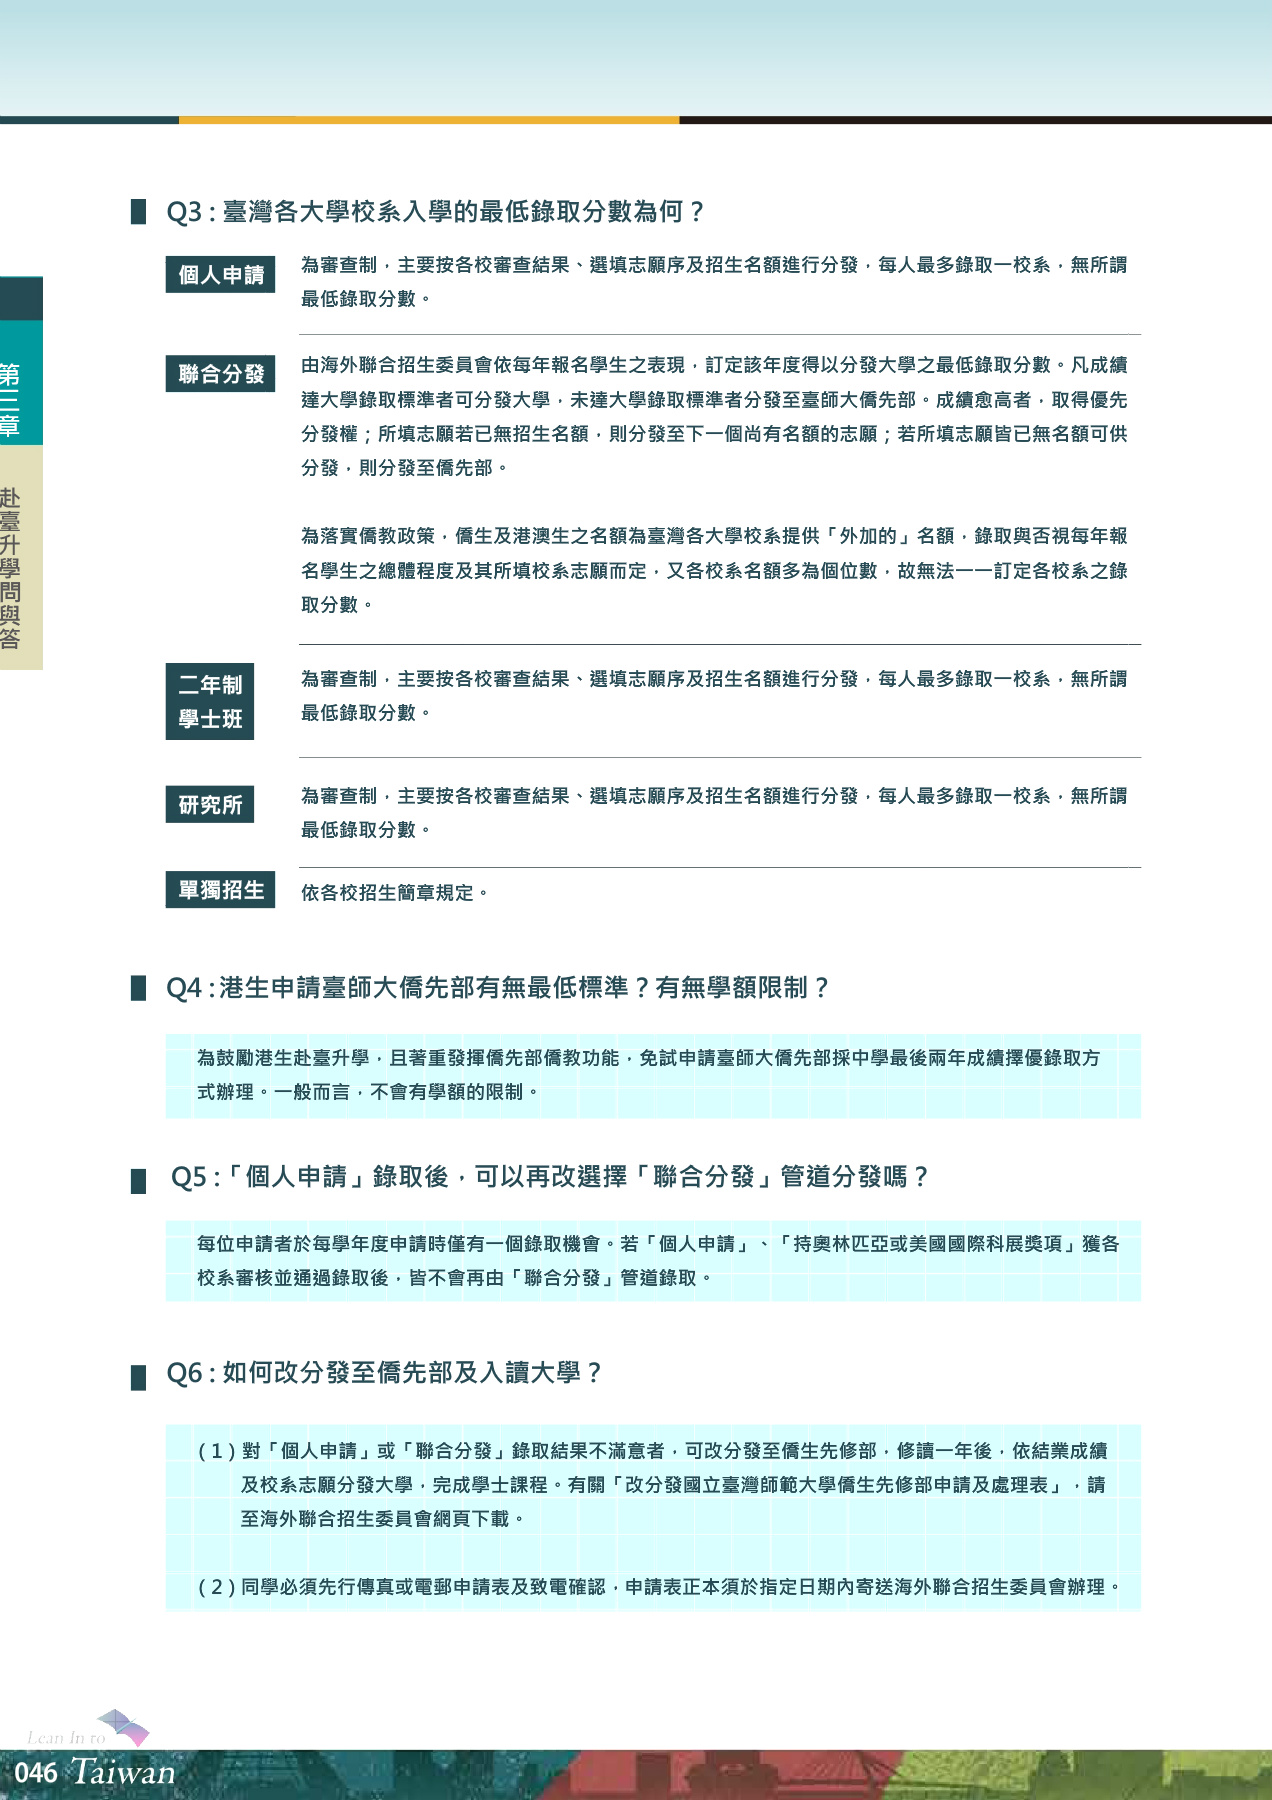 Q3 : 臺灣各大學校系入學的最低錄取分數為何？
個人申請
為審查制，主要按各校審查結果、選填志願序及招生名額進行分發，每人最多錄取一校系，無所謂
最低錄取分數。
聯合分發
由海外聯合招生委員會依每年報名學生之表現，訂定該年度得以分發大學之最低錄取分數。凡成績
達大學錄取標準者可分發大學，未達大學錄取標準者分發至臺師大僑先部。成績愈高者，取得優先
分發權；所填志願若已無招生名額，則分發至下一個尚有名額的志願；若所填志願皆已無名額可供
分發，則分發至僑先部。
為落實僑教政策，僑生及港澳生之名額為臺灣各大學校系提供「外加的」名額，錄取與否視每年報
名學生之總體程度及其所填校系志願而定，又各校系名額多為個位數，故無法一一訂定各校系之錄
取分數。
二年制
學士班
為審查制，主要按各校審查結果、選填志願序及招生名額進行分發，每人最多錄取一校系，無所謂
最低錄取分數。
研究所
為審查制，主要按各校審查結果、選填志願序及招生名額進行分發，每人最多錄取一校系，無所謂
最低錄取分數。
單獨招生
依各校招生簡章規定。
Q4 : 港生申請臺師大僑先部有無最低標準？有無學額限制？
為鼓勵港生赴臺升學，且著重發揮僑先部僑教功能，免試申請臺師大僑先部採中學最後兩年成績擇優錄取方
式辦理。一般而言，不會有學額的限制。
Q5 :「個人申請」錄取後，可以再改選擇「聯合分發」管道分發嗎？
每位申請者於每學年度申請時僅有一個錄取機會。若「個人申請」、「持奧林匹亞或美國國際科展獎項」獲各
校系審核並通過錄取後，皆不會再由「聯合分發」管道錄取。
Q6 : 如何改分發至僑先部及入讀大學？
( 1 ) 對「個人申請」或「聯合分發」錄取結果不滿意者，可改分發至僑生先修部，修讀一年後，依結業成績
及校系志願分發大學，完成學士課程。有關「改分發國立臺灣師範大學僑生先修部申請及處理表」，請
至海外聯合招生委員會網頁下載。
( 2 ) 同學必須先行傳真或電郵申請表及致電確認，申請表正本須於指定日期內寄送海外聯合招生委員會辦理。
第三章
赴臺升學問與答
Lean In to
046 Taiwan